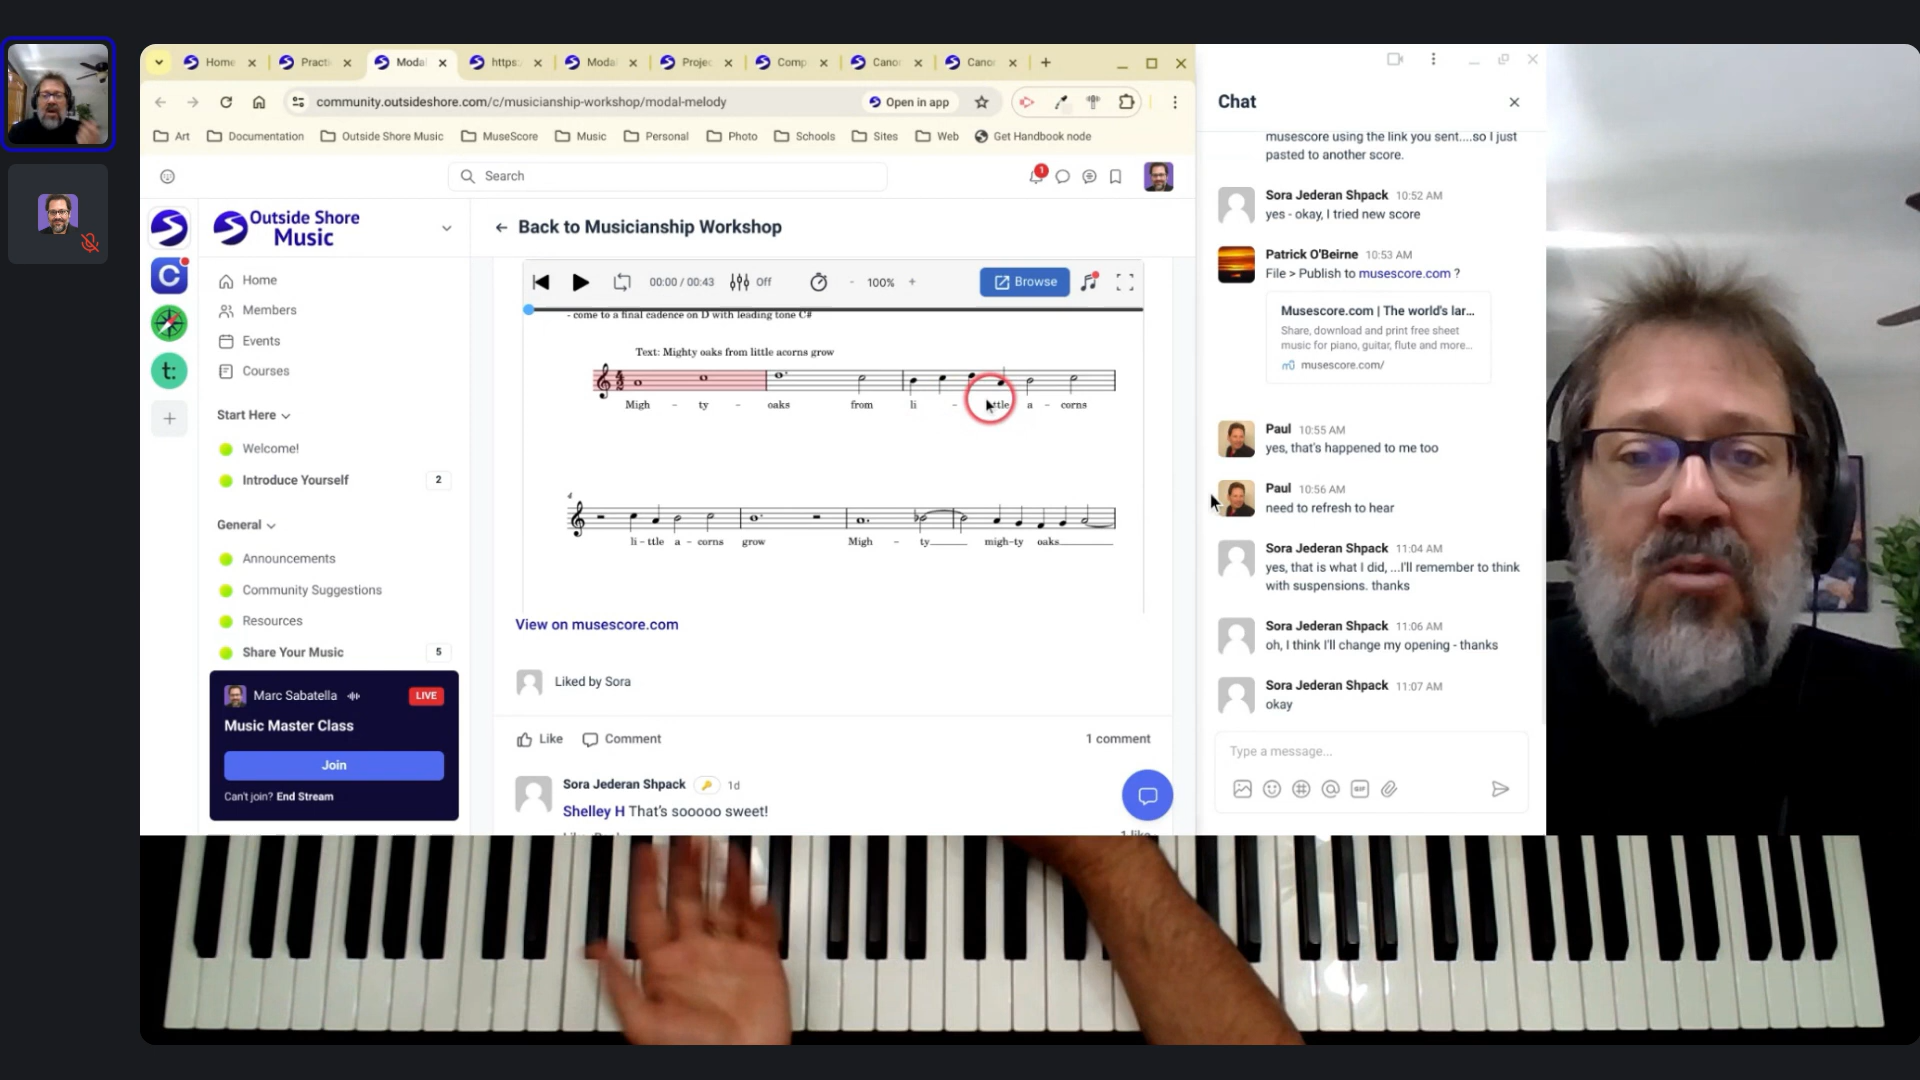 Home
Practi
Modal
https:
Modal
Projec
Comp
Canon
Canon
community.outsideshore.com/c/musicianship-workshop/modal-melody
Open in app
Art
Documentation
Outside Shore Music
MuseScore
Music
Personal
Photo
Schools
Sites
Web
Get Handbook node
Search
1
Outside Shore
Music
Back to Musicianship Workshop
C
t:
Home
Members
Events
Courses
Start Here
Welcome!
Introduce Yourself 2
General
Announcements
Community Suggestions
Resources
Share Your Music 5
Marc Sabatella LIVE
Music Master Class
Join
Can't join? End Stream
00:00 / 00:43
Off
- 100% +
Browse
- come to a final cadence on D with leading tone C#
Text: Mighty oaks from little acorns grow
4
2
Migh - ty - oaks from li - ttle a - corns
4
li - ttle a - corns grow Migh - ty migh-ty oaks
View on musescore.com
Liked by Sora
Like
Comment
1 comment
Sora Jederan Shpack 1d
Shelley H That's sooooo sweet!
Chat
musescore using the link you sent....so I just
pasted to another score.
Sora Jederan Shpack 10:52 AM
yes - okay, I tried new score
Patrick O'Beirne 10:53 AM
File > Publish to musescore.com ?
Musescore.com | The world's lar...
Share, download and print free sheet
music for piano, guitar, flute and more...
musescore.com/
Paul 10:55 AM
yes, that's happened to me too
Paul 10:56 AM
need to refresh to hear
Sora Jederan Shpack 11:04 AM
yes, that is what I did, ...I'll remember to think
with suspensions. thanks
Sora Jederan Shpack 11:06 AM
oh, I think I'll change my opening - thanks
Sora Jederan Shpack 11:07 AM
okay
Type a message...
GIF